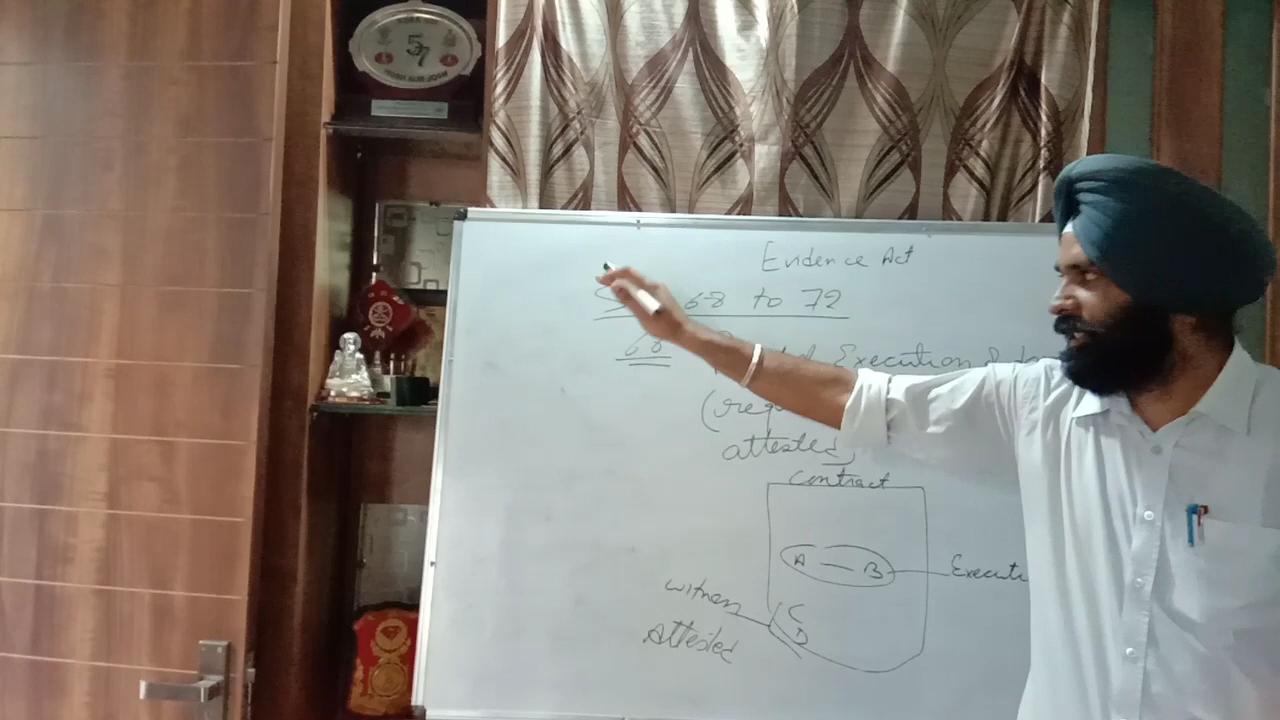 57
Evidence Act
68 to 72
68 Execution
attested)
Contract
A — B Executi
witness C
Attested D